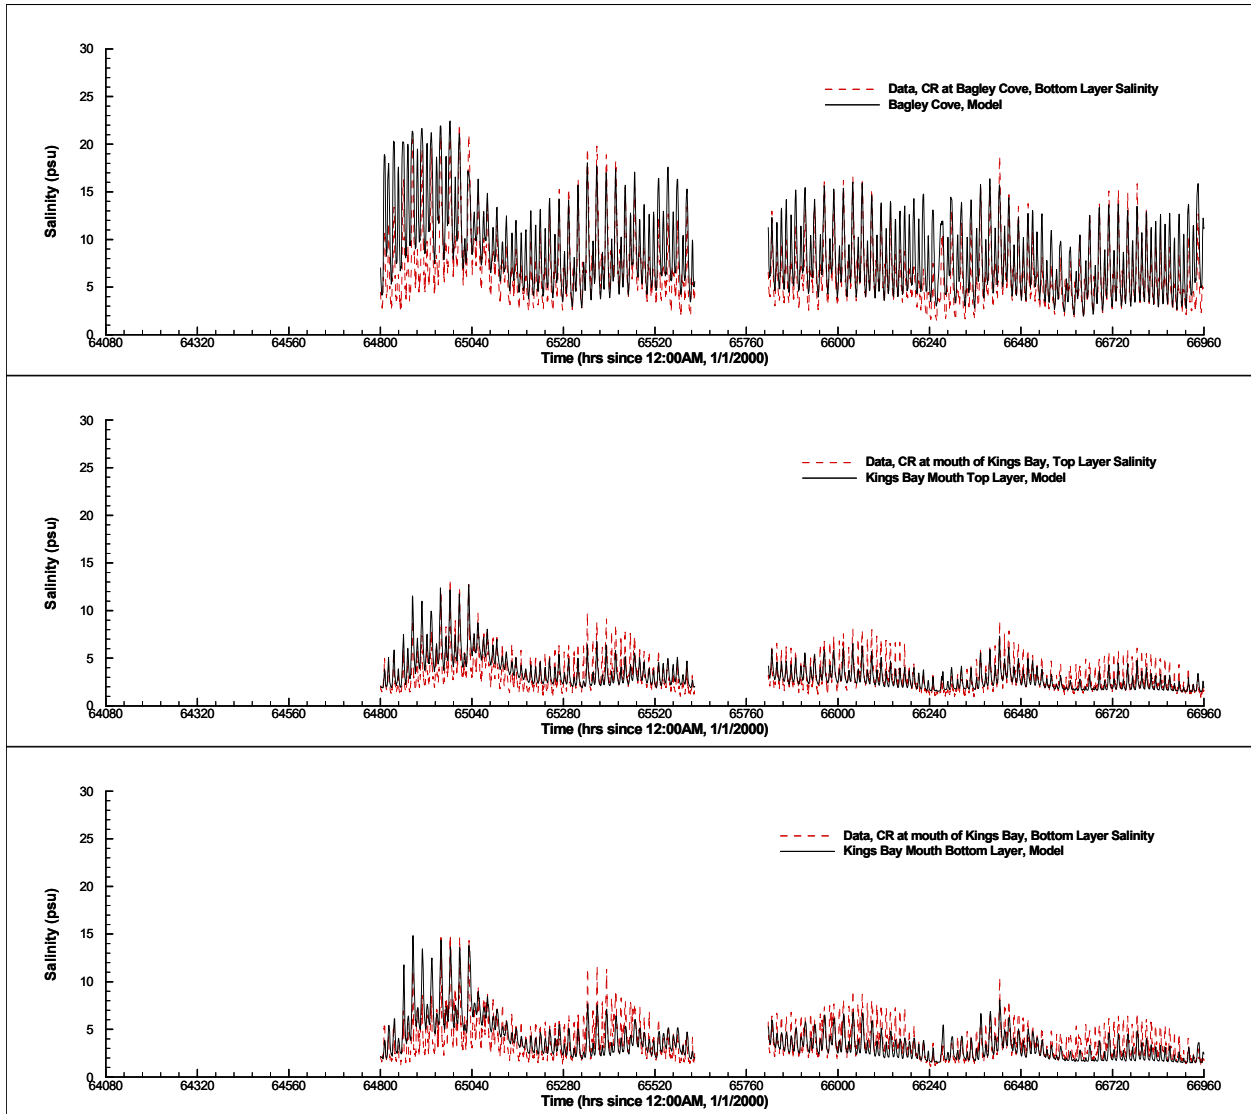 30
25
20
15
10
5
0
Salinity (psu)
Data, CR at Bagley Cove, Bottom Layer Salinity
Bagley Cove, Model
64080 64320 64560 64800 65040 65280 65520 65760 66000 66240 66480 66720 66960
Time (hrs since 12:00AM, 1/1/2000)
30
25
20
15
10
5
0
Salinity (psu)
Data, CR at mouth of Kings Bay, Top Layer Salinity
Kings Bay Mouth Top Layer, Model
64080 64320 64560 64800 65040 65280 65520 65760 66000 66240 66480 66720 66960
Time (hrs since 12:00AM, 1/1/2000)
30
25
20
15
10
5
0
Salinity (psu)
Data, CR at mouth of Kings Bay, Bottom Layer Salinity
Kings Bay Mouth Bottom Layer, Model
64080 64320 64560 64800 65040 65280 65520 65760 66000 66240 66480 66720 66960
Time (hrs since 12:00AM, 1/1/2000)